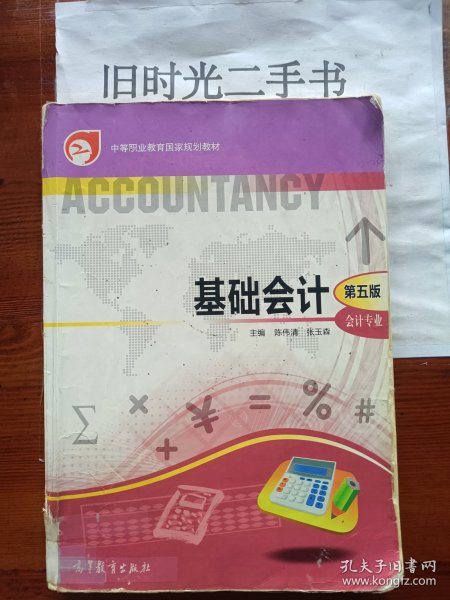 旧时光二手书
中等职业教育国家规划教材
ACCOUNTANCY
基础会计
第五版
会计专业
主编 陈伟清 张玉森
高等教育出版社
孔夫子旧书网
www.kongfz.com